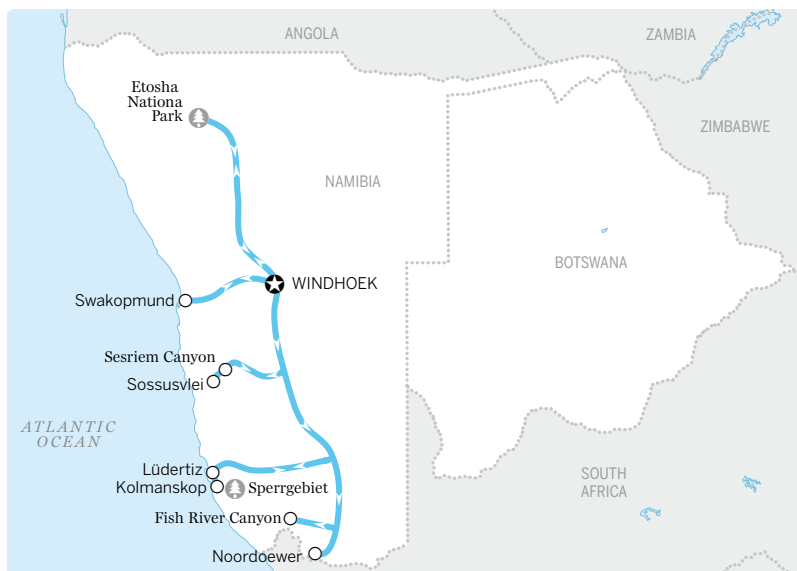 ANGOLA
ZAMBIA
Etosha
Nationa
Park
ZIMBABWE
NAMIBIA
BOTSWANA
WINDHOEK
Swakopmund
Sesriem Canyon
Sossusvlei
ATLANTIC
OCEAN
Lüdertiz
Kolmanskop
Sperrgebiet
SOUTH
AFRICA
Fish River Canyon
Noordoewer